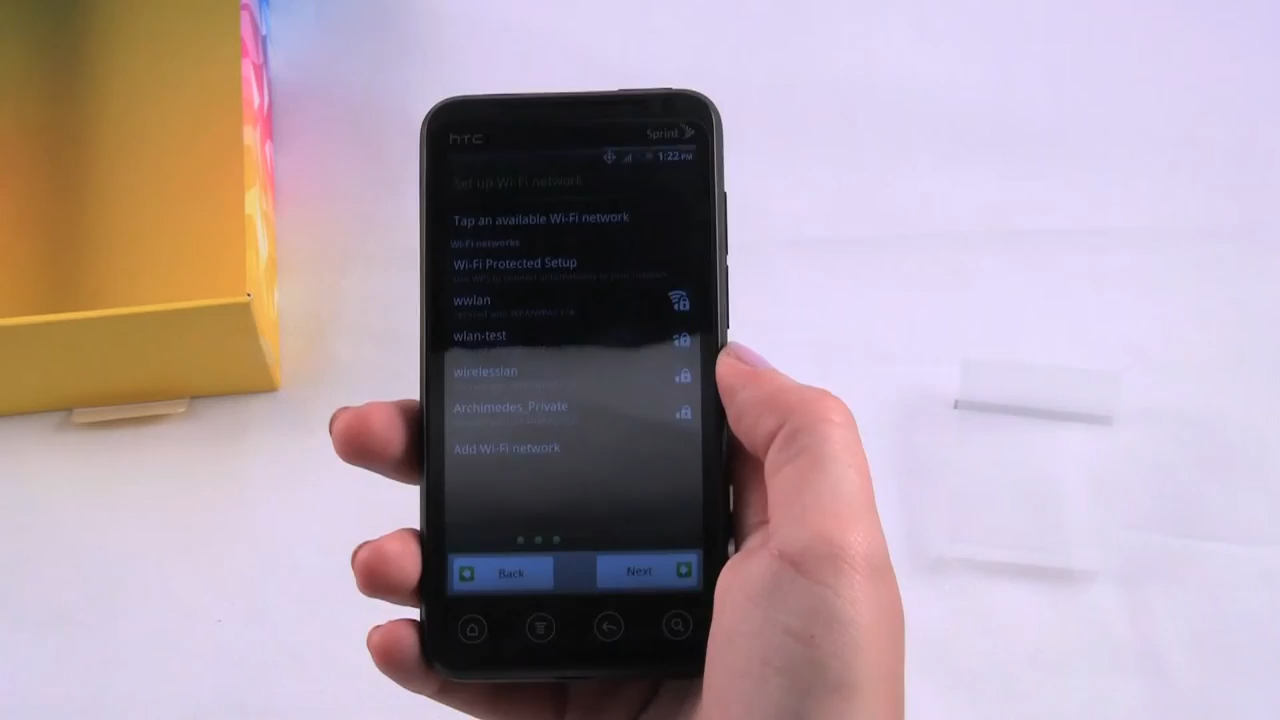 hTC
Sprint
1:22 PM
Set up Wi-Fi network
Tap an available Wi-Fi network
Wi-Fi networks
Wi-Fi Protected Setup
wwlan
wlan-test
wirelesslan
Archimedes_Private
Add Wi-Fi network
Back
Next